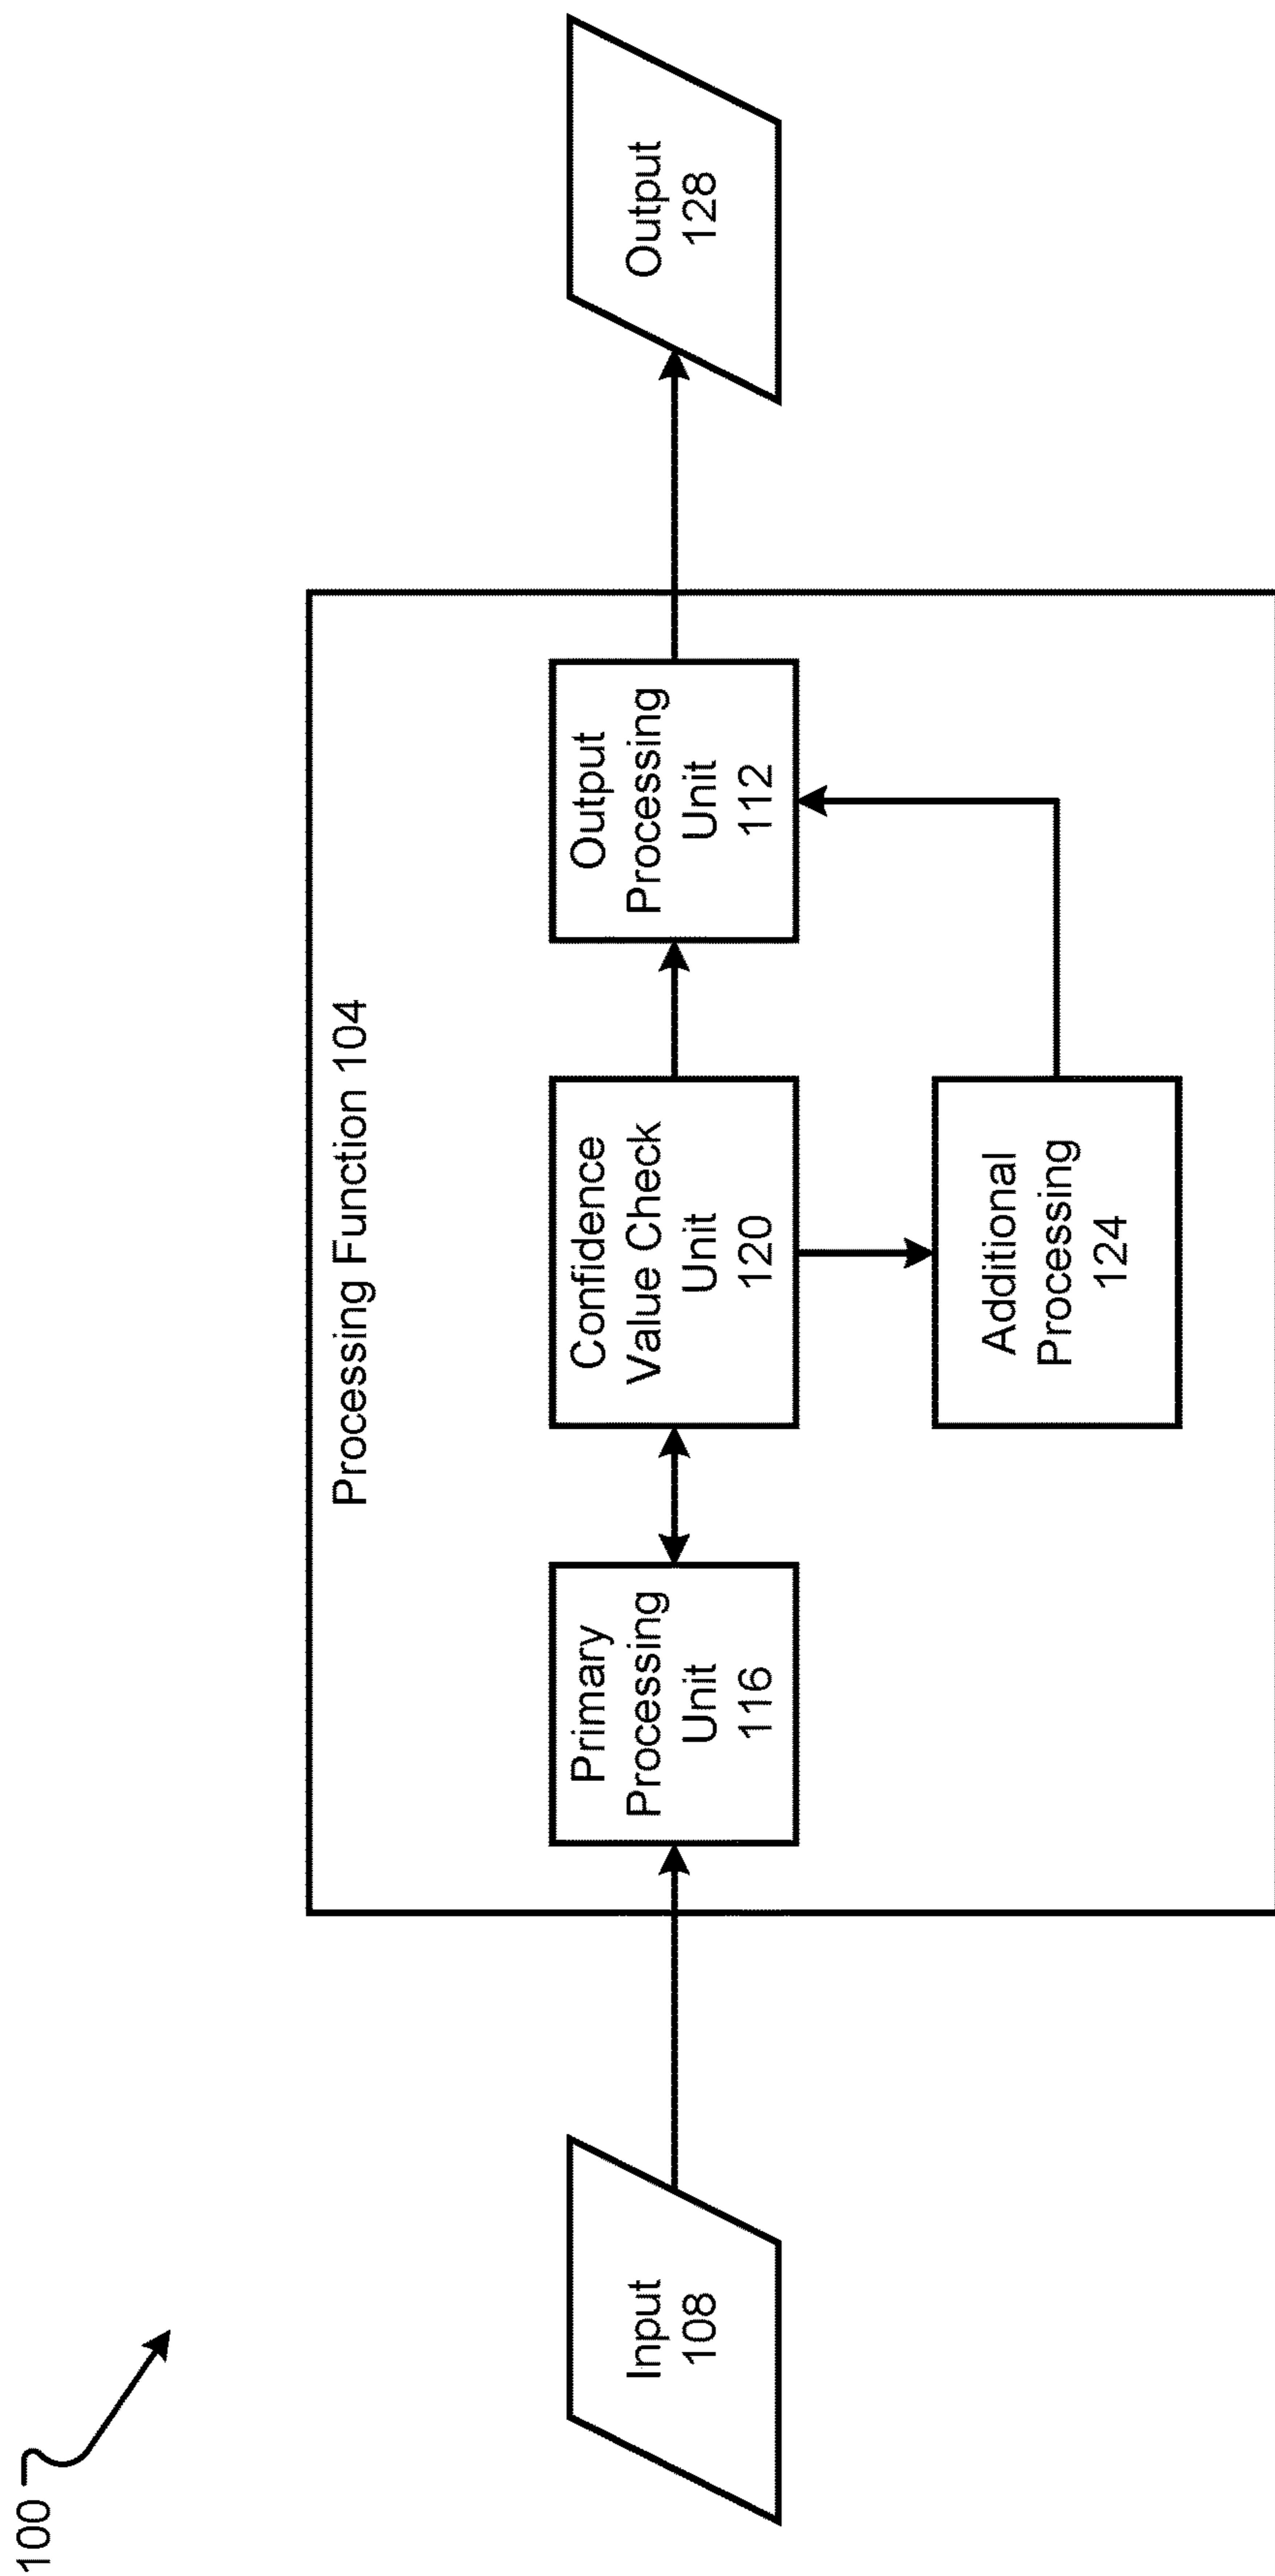 100
Processing Function 104
Input
108
Primary
Processing
Unit
116
Confidence
Value Check
Unit
120
Output
Processing
Unit
112
Additional
Processing
124
Output
128